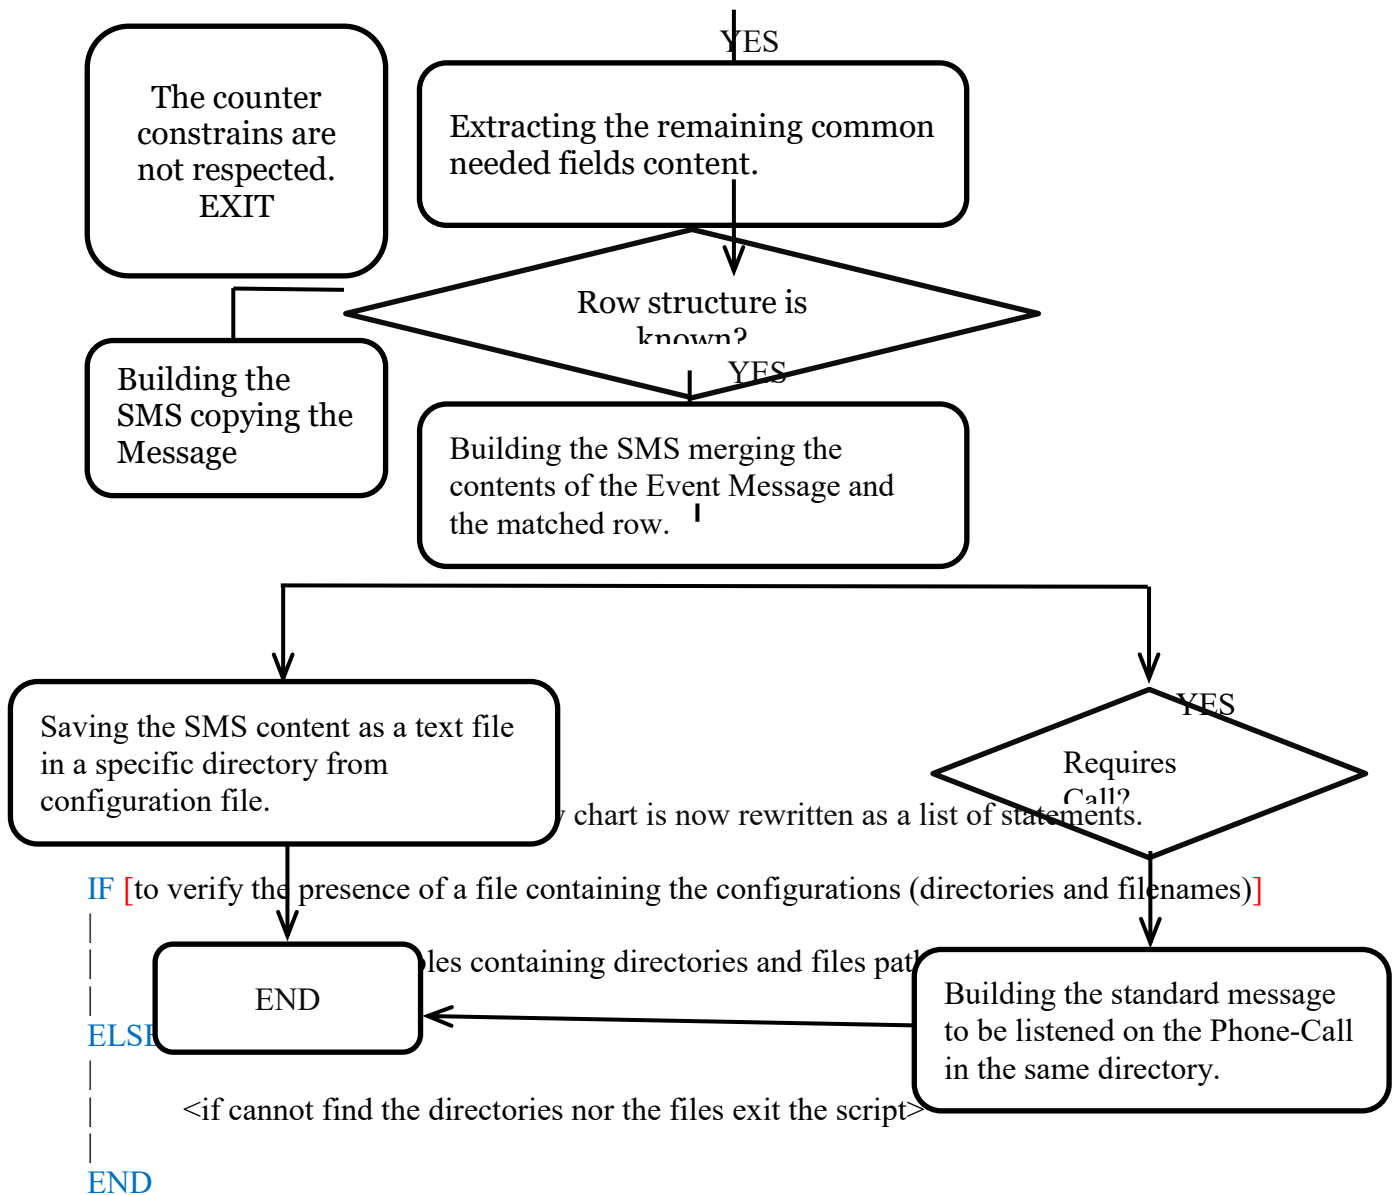 YES
The counter
constrains are
not respected.
EXIT
Extracting the remaining common
needed fields content.
Row structure is
known?
YES
Building the
SMS copying the
Message
Building the SMS merging the
contents of the Event Message and
the matched row.
Saving the SMS content as a text file
in a specific directory from
configuration file.
YES
Requires
Call?
chart is now rewritten as a list of statements.
IF [to verify the presence of a file containing the configurations (directories and filenames)]
|
|
containing directories and files
|
END
ELSE
Building the standard message
to be listened on the Phone-Call
in the same directory.
|
|
<if cannot find the directories nor the files exit the script>
|
END